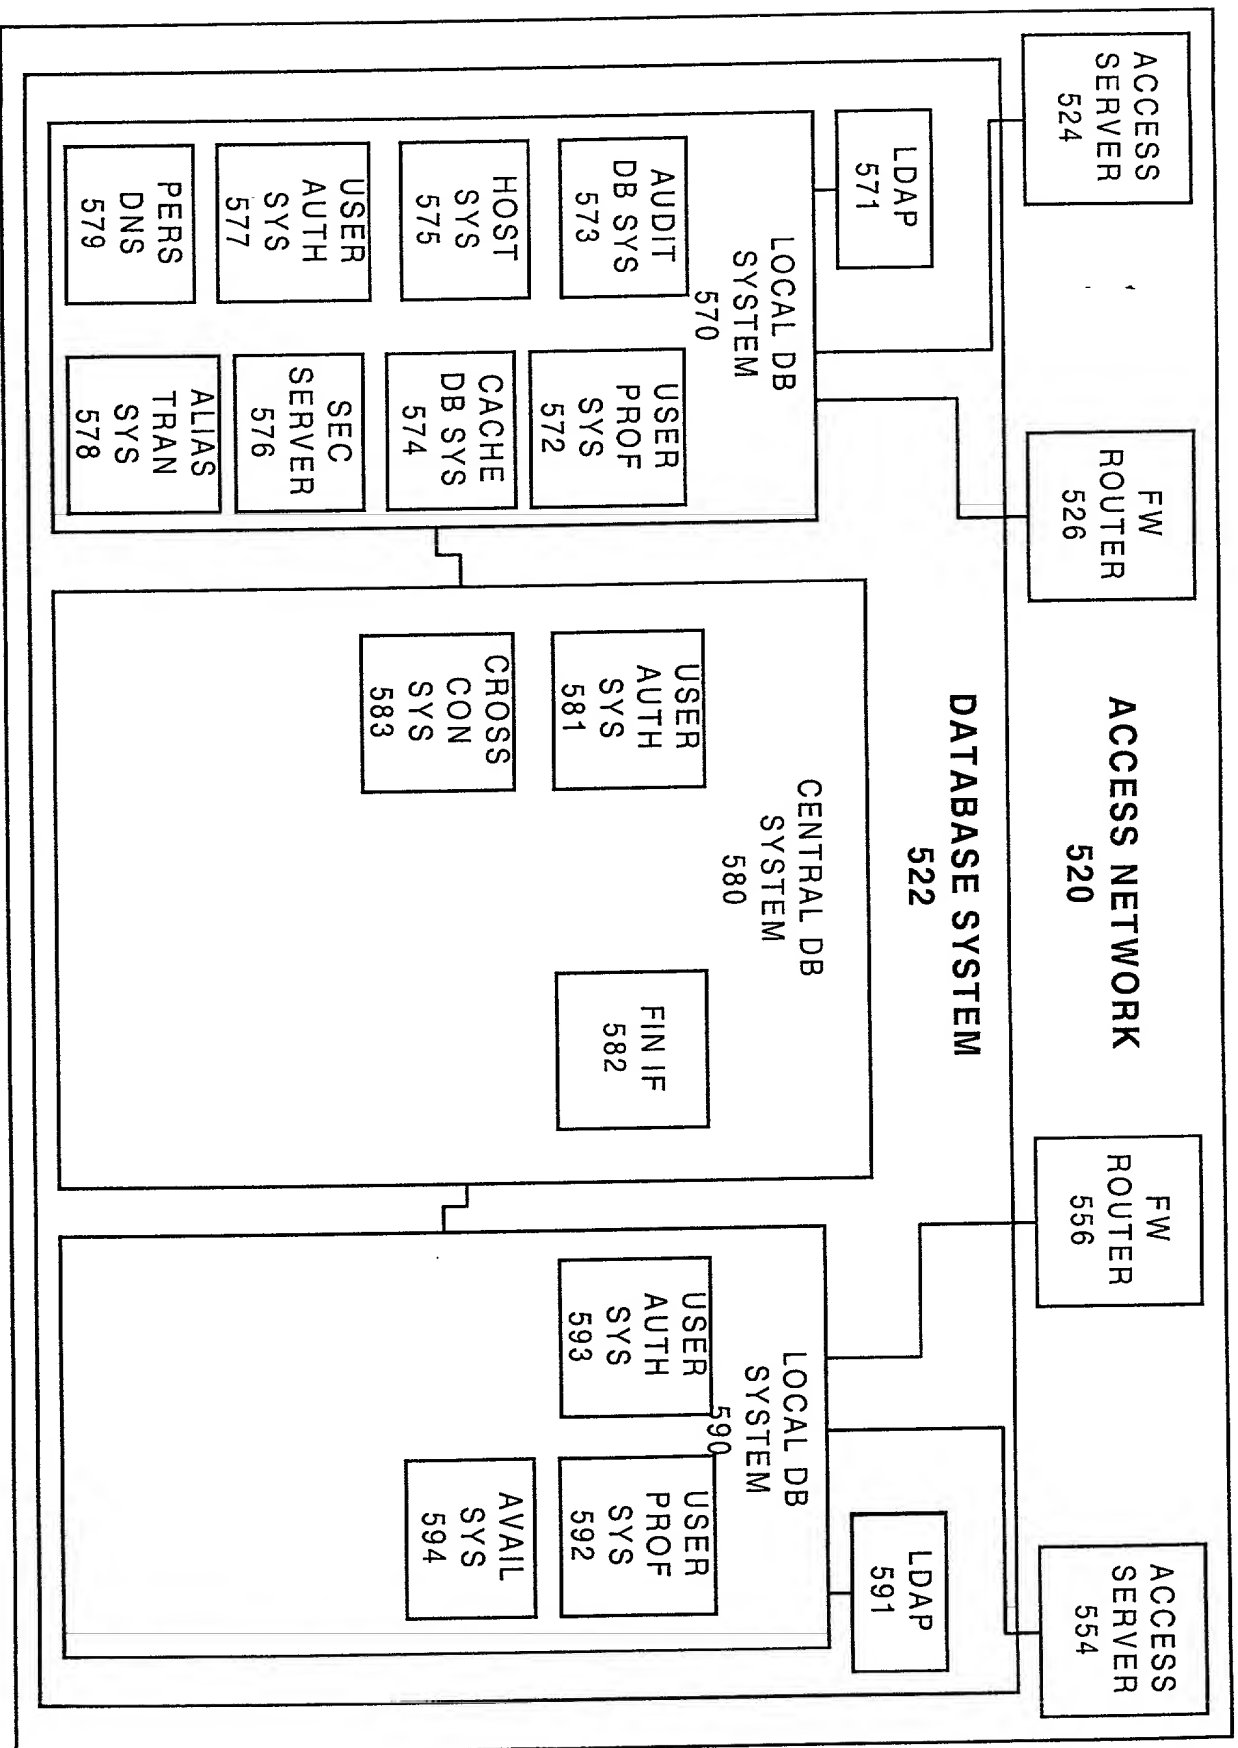 ACCESS
SERVER
524
FW
ROUTER
526
ACCESS NETWORK
520
FW
ROUTER
556
ACCESS
SERVER
554
DATABASE SYSTEM
522
LDAP
571
LOCAL DB
SYSTEM
570
AUDIT
DB SYS
573
USER
PROF
SYS
572
HOST
SYS
575
CACHE
DB SYS
574
USER
AUTH
SYS
577
SEC
SERVER
576
PERS
DNS
579
ALIAS
TRAN
SYS
578
CENTRAL DB
SYSTEM
580
USER
AUTH
SYS
581
FIN IF
582
CROSS
CON
SYS
583
LDAP
591
LOCAL DB
SYSTEM
590
USER
AUTH
SYS
593
USER
PROF
SYS
592
AVAIL
SYS
594